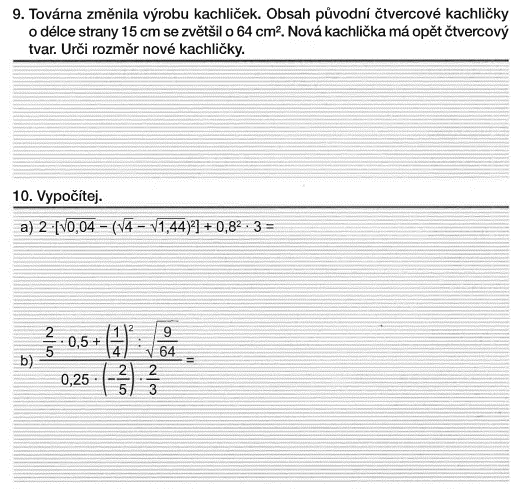 9. Továrna změnila výrobu kachliček. Obsah původní čtvercové kachličky
o délce strany 15 cm se zvětšil o 64 cm². Nová kachlička má opět čtvercový
tvar. Urči rozměr nové kachličky.
10. Vypočítej.
a) 2 ·[√0,04 − (√4 − √1,44)²] + 0,8² · 3 =
b) (2/5 · 0,5 + (1/4)² : √(9/64)) / (0,25 · (−2/5) · 2/3) =